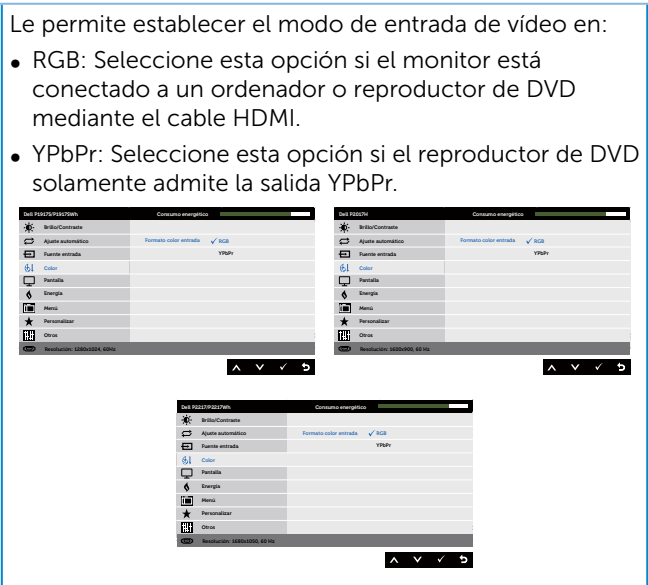 Le permite establecer el modo de entrada de vídeo en:
• RGB: Seleccione esta opción si el monitor está
conectado a un ordenador o reproductor de DVD
mediante el cable HDMI.
• YPbPr: Seleccione esta opción si el reproductor de DVD
solamente admite la salida YPbPr.
Dell P1917S/P1917SWh Consumo energético
Brillo/Contraste
Ajuste automático Formato color entrada ✓ RGB
Fuente entrada YPbPr
Color
Pantalla
Energía
Menú
Personalizar
Otros
Resolución: 1280x1024, 60Hz
Dell P2017H Consumo energético
Brillo/Contraste
Ajuste automático Formato color entrada ✓ RGB
Fuente entrada YPbPr
Color
Pantalla
Energía
Menú
Personalizar
Otros
Resolución: 1600x900, 60 Hz
Dell P2217/P2217Wh Consumo energético
Brillo/Contraste
Ajuste automático Formato color entrada ✓ RGB
Fuente entrada YPbPr
Color
Pantalla
Energía
Menú
Personalizar
Otros
Resolución: 1680x1050, 60 Hz